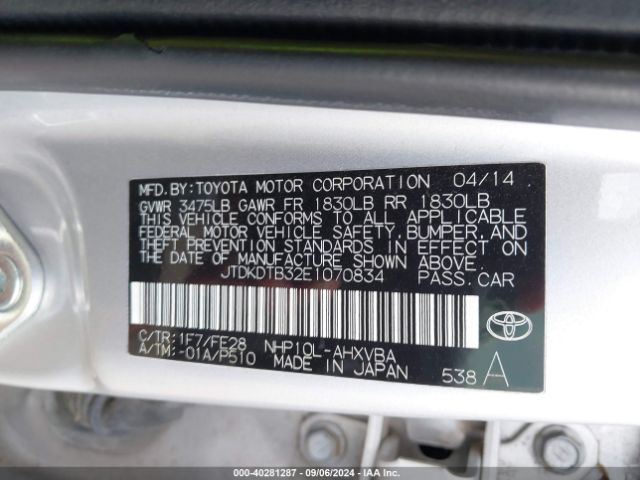 MFD.BY:TOYOTA MOTOR CORPORATION 04/14
GVWR 3475LB GAWR FR 1830LB RR 1830LB
THIS VEHICLE CONFORMS TO ALL APPLICABLE
FEDERAL MOTOR VEHICLE SAFETY, BUMPER, AND
THEFT PREVENTION STANDARDS IN EFFECT ON
THE DATE OF MANUFACTURE SHOWN ABOVE.
JTDKDTB32E1070834 PASS.CAR
C/TR:1F7/FE28 NHP10L-AHXVBA
A/TM:-01A/P510 MADE IN JAPAN 538 A
000-40281287 - 09/06/2024 - IAAI.COM